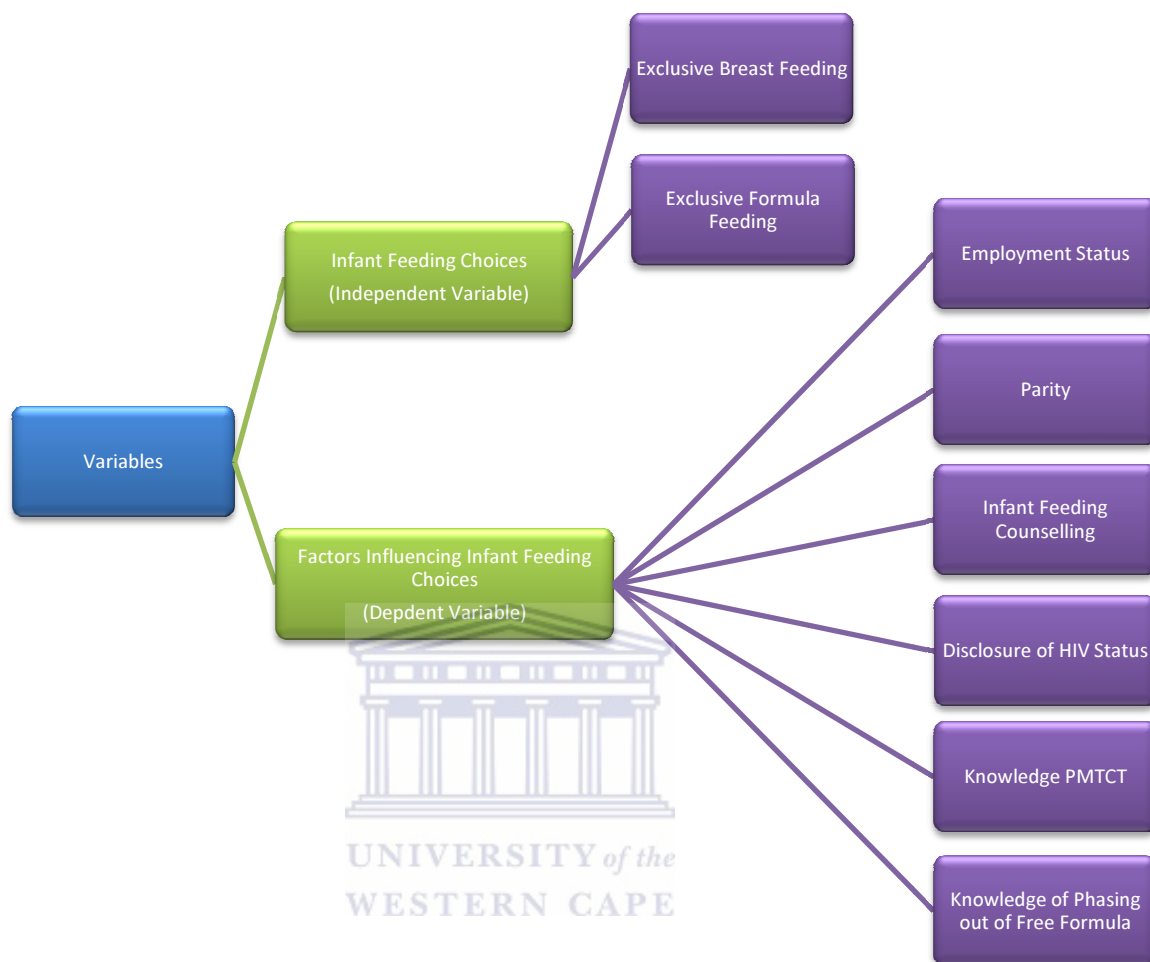 Exclusive Breast Feeding
Exclusive Formula
Feeding
Infant Feeding Choices
(Independent Variable)
Employment Status
Parity
Variables
Infant Feeding
Counselling
Factors Influencing Infant Feeding
Choices
(Depdent Variable)
Disclosure of HIV Status
Knowledge PMTCT
Knowledge of Phasing
out of Free Formula
UNIVERSITY of the
WESTERN CAPE